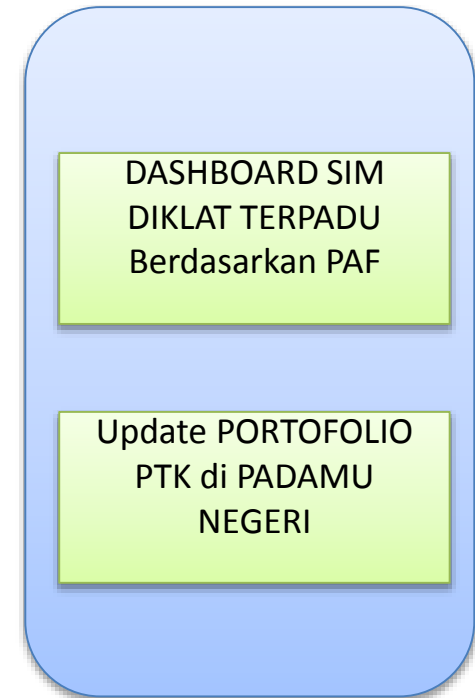 DASHBOARD SIM
DIKLAT TERPADU
Berdasarkan PAF
Update PORTOFOLIO
PTK di PADAMU
NEGERI